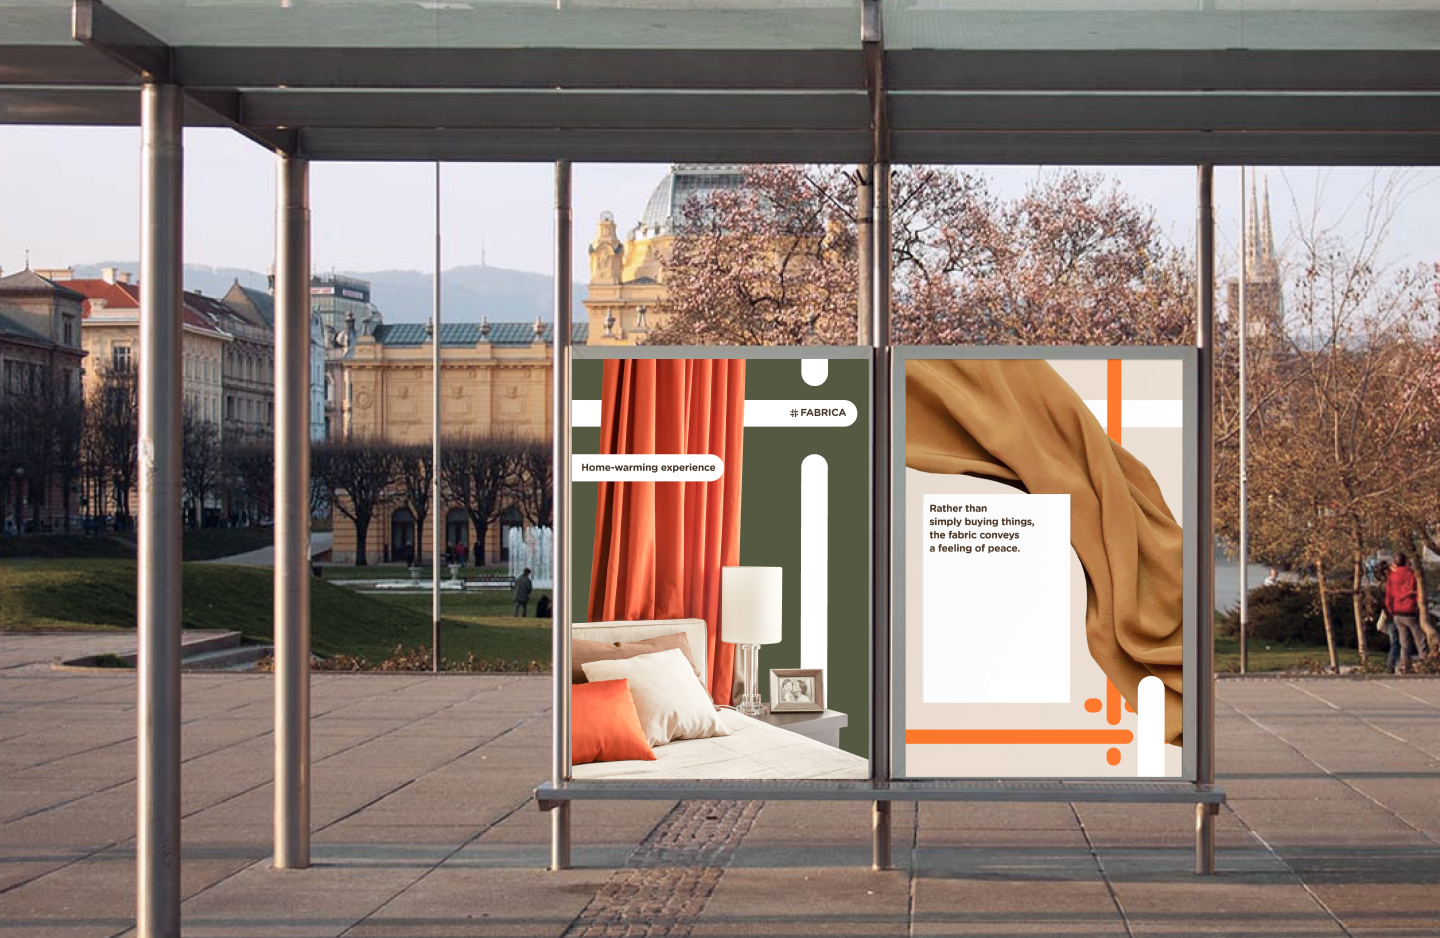 # FABRICA
Home-warming experience
Rather than
simply buying things,
the fabric conveys
a feeling of peace.